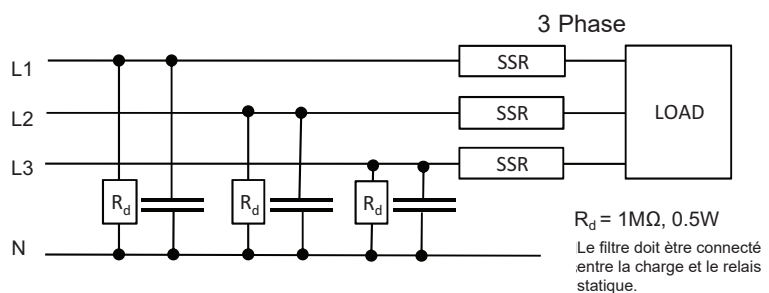 3 Phase
L1
SSR
L2
SSR
LOAD
L3
SSR
Rd
Rd
Rd
Rd = 1MΩ, 0.5W
N
Le filtre doit ètre connecté
entre la charge et le relais
statique.